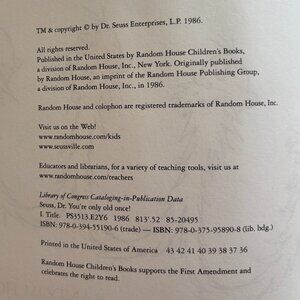 TM & copyright © by Dr. Seuss Enterprises, L.P. 1986.
All rights reserved.
Published in the United States by Random House Children's Books,
a division of Random House, Inc., New York. Originally published
by Random House, an imprint of the Random House Publishing Group,
a division of Random House, Inc., in 1986.
Random House and colophon are registered trademarks of Random House, Inc.
Visit us on the Web!
www.randomhouse.com/kids
www.seussville.com
Educators and librarians, for a variety of teaching tools, visit us at
www.randomhouse.com/teachers
Library of Congress Cataloging-in-Publication Data
Seuss, Dr. You're only old once!
I. Title. PS3513.E2Y6 1986 813'.52 85-20495
ISBN: 978-0-394-55190-6 (trade) — ISBN: 978-0-375-95890-8 (lib. bdg.)
Printed in the United States of America 43 42 41 40 39 38 37 36
Random House Children's Books supports the First Amendment and
celebrates the right to read.